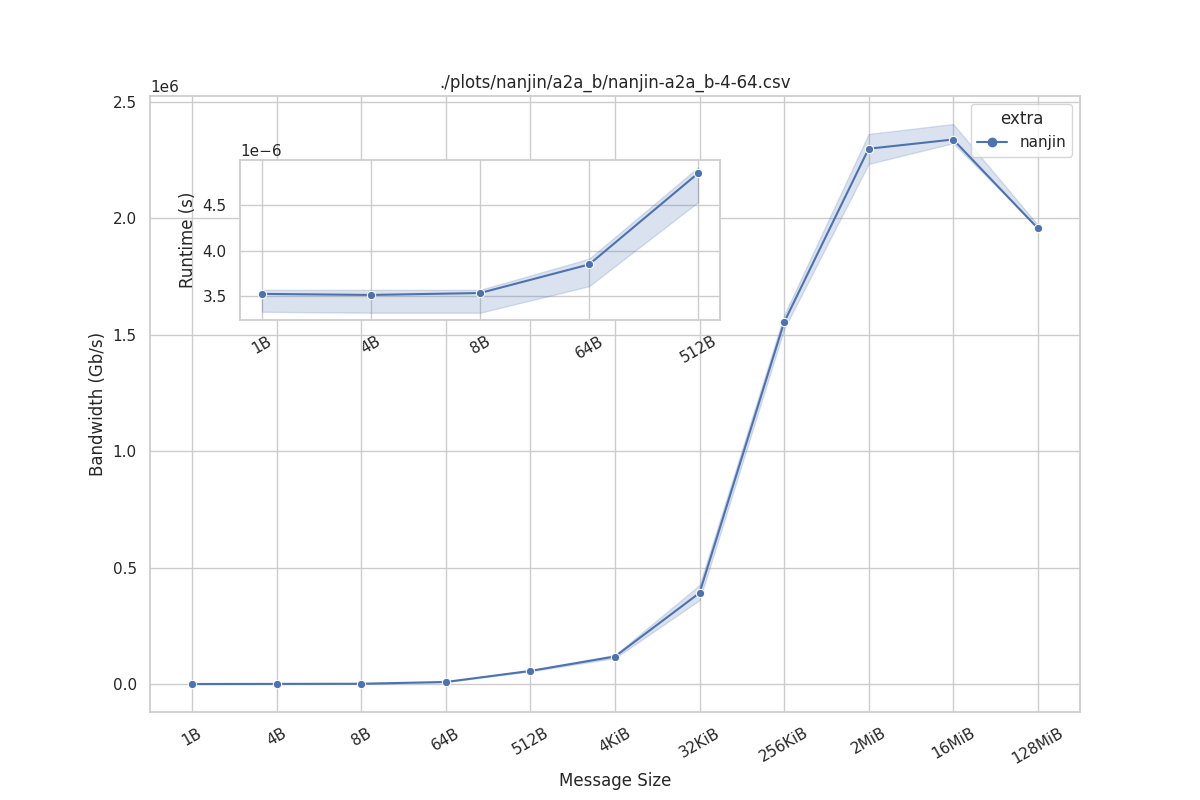 ./plots/nanjin/a2a_b/nanjin-a2a_b-4-64.csv
1e6
2.5
2.0
1.5
1.0
0.5
0.0
Bandwidth (Gb/s)
extra
nanjin
1e−6
4.5
4.0
3.5
Runtime (s)
1B
4B
8B
64B
512B
1B
4B
8B
64B
512B
4KiB
32KiB
256KiB
2MiB
16MiB
128MiB
Message Size